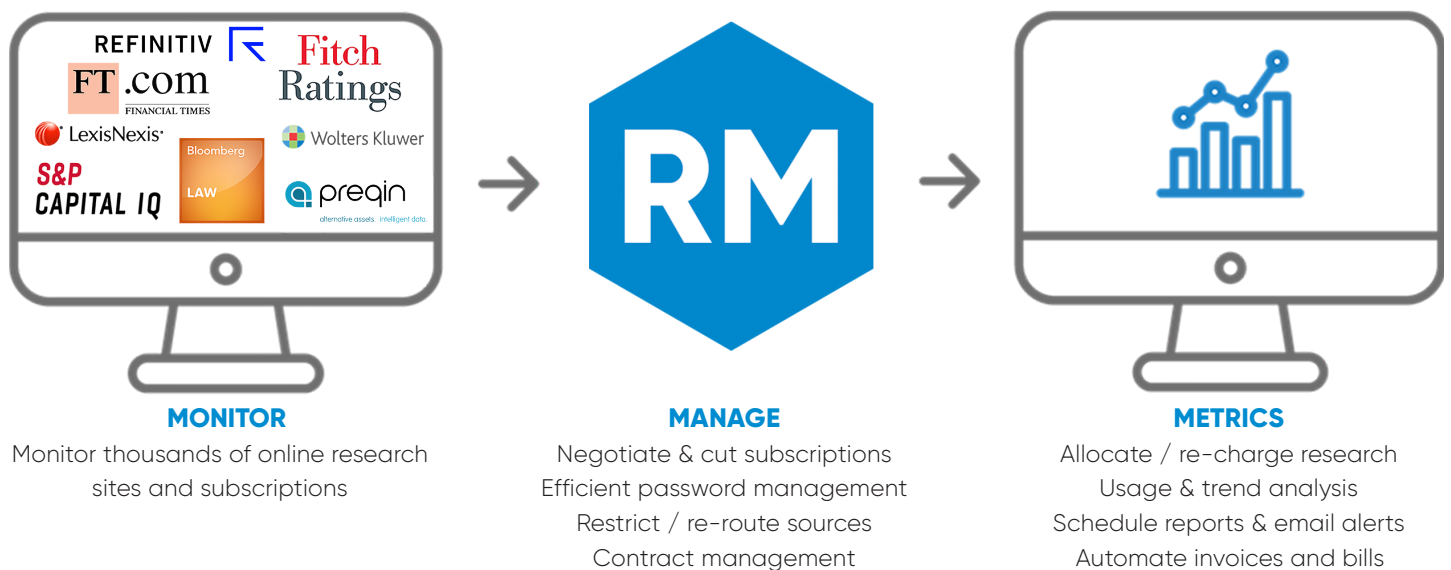 REFINITIV
Fitch
Ratings
FT .com
FINANCIAL TIMES
LexisNexis®
Wolters Kluwer
S&P
CAPITAL IQ
Bloomberg
LAW
preqin
alternative assets. intelligent data.
RM
MONITOR
Monitor thousands of online research
sites and subscriptions
MANAGE
Negotiate & cut subscriptions
Efficient password management
Restrict / re-route sources
Contract management
METRICS
Allocate / re-charge research
Usage & trend analysis
Schedule reports & email alerts
Automate invoices and bills